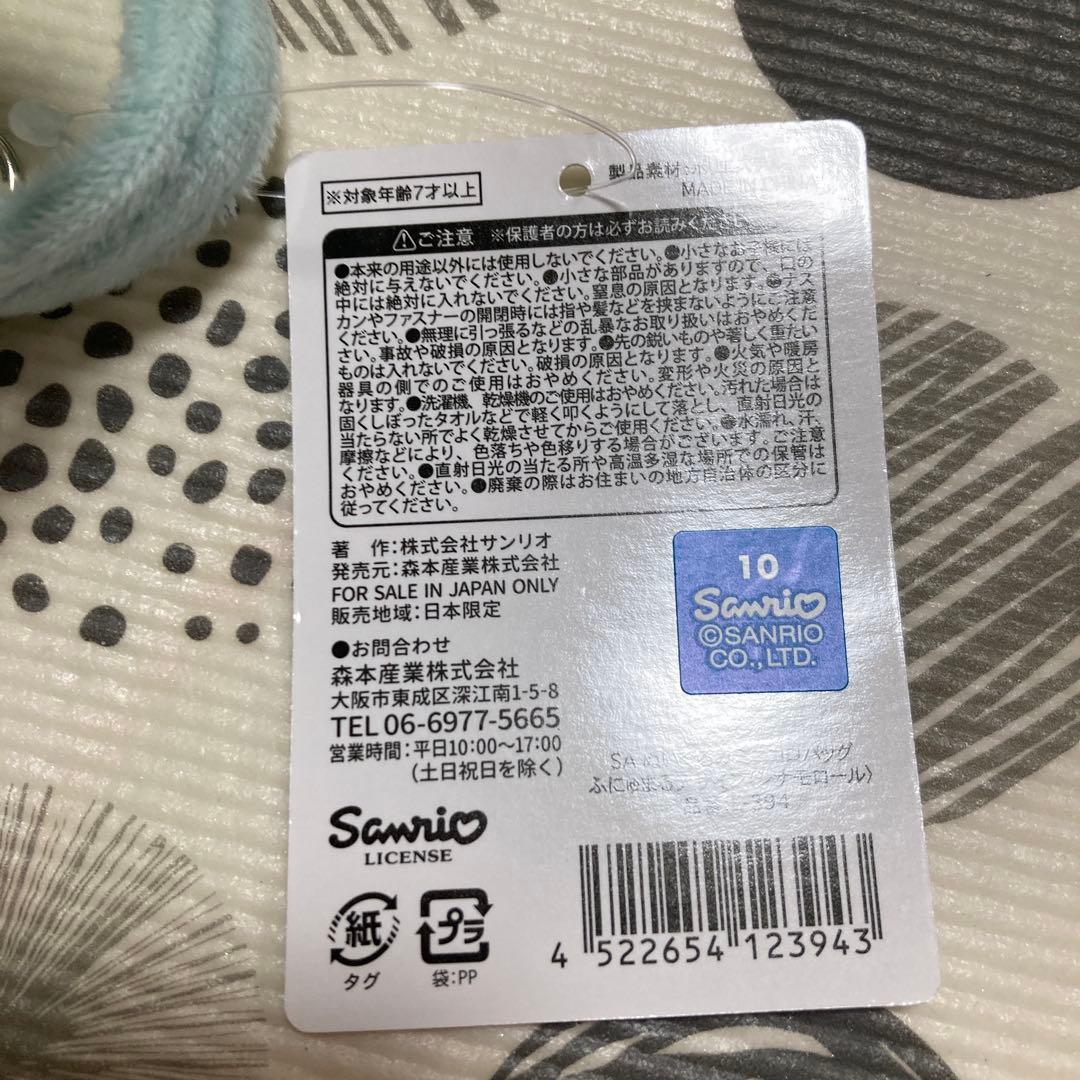 ※対象年齢7才以上
製品素材:
MADE IN
⚠ご注意 ※保護者の方は必ずお読みくださ
●本来の用途以外には使用しないでください。●小さなお子様には
絶対に与えないでください。●小さな部品がありますので、口の
中には絶対に入れないでください。窒息の原因となります。●デス
カンやファスナーの開閉時には指や髪などを挟まないようにご注意
ください。●無理に引っ張るなどの乱暴なお取り扱いはおやめくだ
さい。事故や破損の原因となります。●先の鋭いものや著しく重たい
ものは入れないでください。破損の原因となります。●火気や暖房
器具の側でのご使用はおやめください。変形や火災の原因と
なります。●洗濯機、乾燥機のご使用はおやめください。汚れた場合は
固くしぼったタオルなどで軽く叩くようにして落とし、直射日光の
当たらない所でよく乾燥させてからご使用ください。●水濡れ、汗、
摩擦などにより、色落ちや色移りする場合がございます。ご注意
ください。●直射日光の当たる所や高温多湿な場所での保管は
おやめください。●廃棄の際はお住まいの地方自治体の区分に
従ってください。
著 作:株式会社サンリオ
発売元:森本産業株式会社
FOR SALE IN JAPAN ONLY
販売地域:日本限定
●お問合わせ
森本産業株式会社
大阪市東成区深江南1-5-8
TEL 06-6977-5665
営業時間:平日10:00〜17:00
(土日祝日を除く)
10
Sanrio
©SANRIO
CO.,LTD.
バッグ
ふにゅまる ナモロール〉
394
Sanrio
LICENSE
紙
タグ
プラ
袋:PP
4 522654 123943